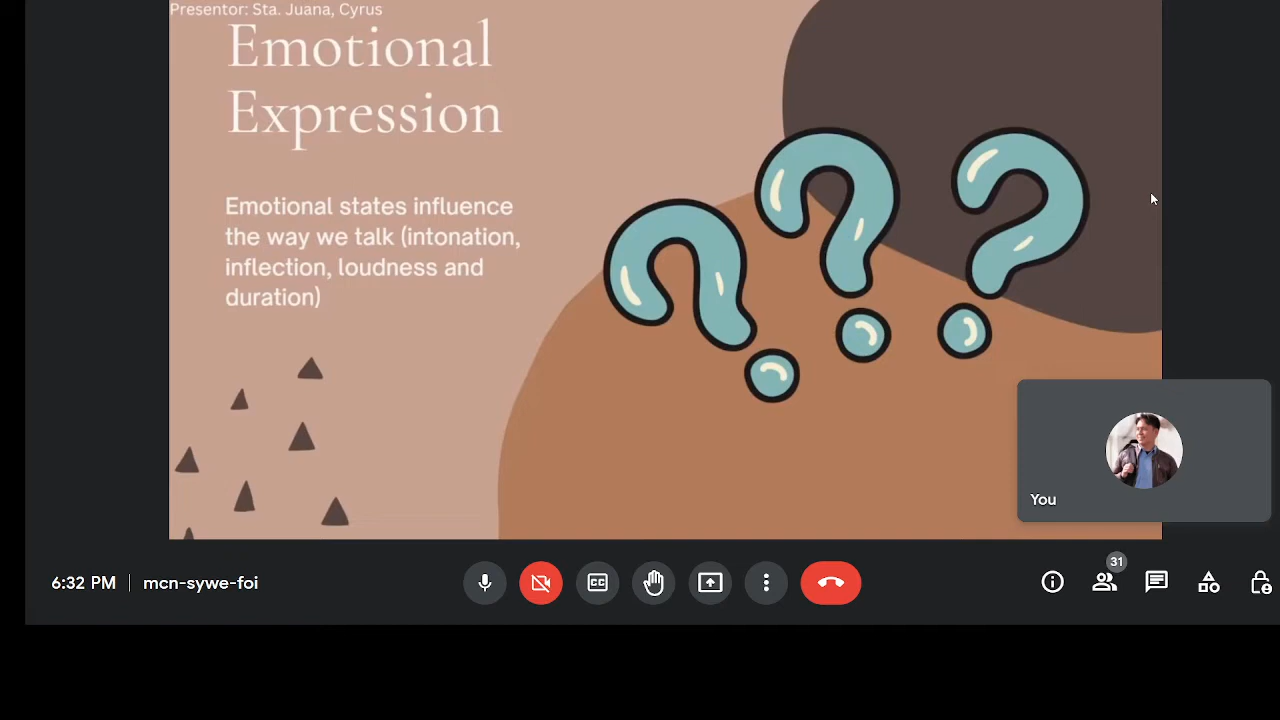 Presentor: Sta. Juana, Cyrus
Emotional
Expression
Emotional states influence
the way we talk (intonation,
inflection, loudness and
duration)
You
31
6:32 PM | mcn-sywe-foi
CC